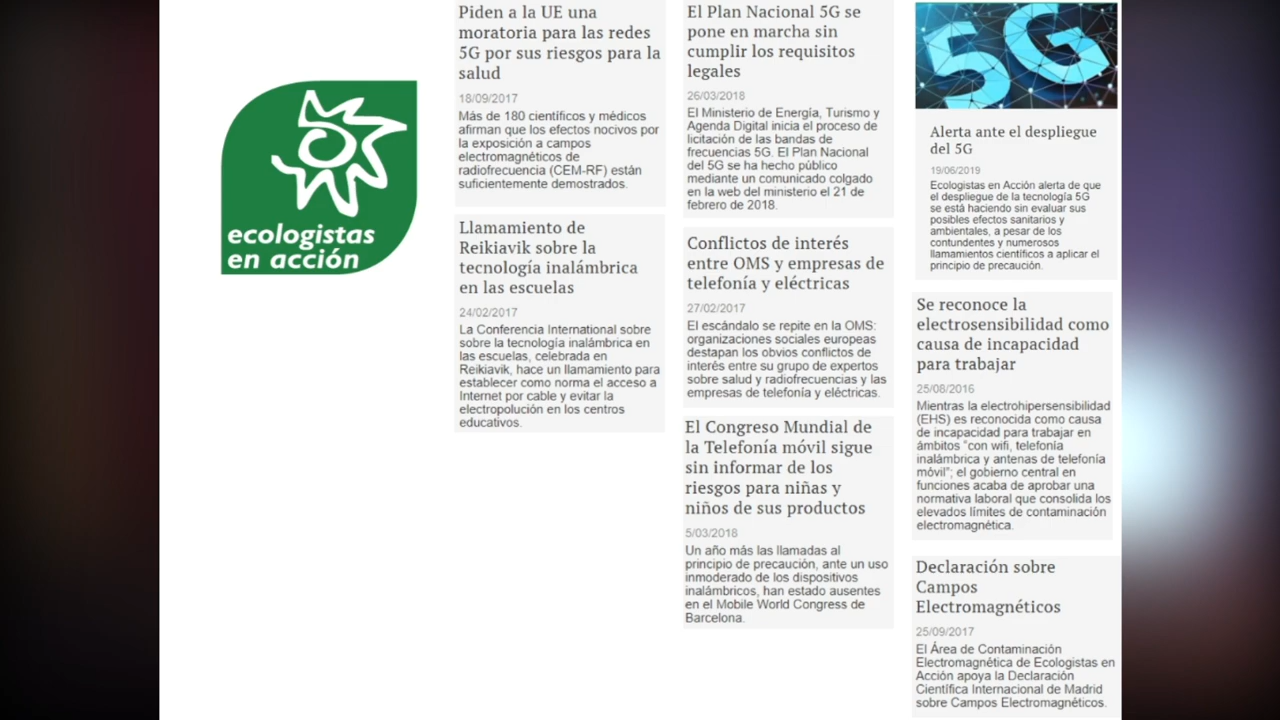 ecologistas
en acción
Piden a la UE una
moratoria para las redes
5G por sus riesgos para la
salud
18/09/2017
Más de 180 científicos y médicos
afirman que los efectos nocivos por
la exposición a campos
electromagnéticos de
radiofrecuencia (CEM-RF) están
suficientemente demostrados.
Llamamiento de
Reikiavik sobre la
tecnología inalámbrica
en las escuelas
24/02/2017
La Conferencia International sobre
sobre la tecnología inalámbrica en
las escuelas, celebrada en
Reikiavik, hace un llamamiento para
establecer como norma el acceso a
Internet por cable y evitar la
electropolución en los centros
educativos.
El Plan Nacional 5G se
pone en marcha sin
cumplir los requisitos
legales
26/03/2018
El Ministerio de Energía, Turismo y
Agenda Digital inicia el proceso de
licitación de las bandas de
frecuencias 5G. El Plan Nacional
del 5G se ha hecho público
mediante un comunicado colgado
en la web del ministerio el 21 de
febrero de 2018.
Conflictos de interés
entre OMS y empresas de
telefonía y eléctricas
27/02/2017
El escándalo se repite en la OMS:
organizaciones sociales europeas
destapan los obvios conflictos de
interés entre su grupo de expertos
sobre salud y radiofrecuencias y las
empresas de telefonía y eléctricas.
El Congreso Mundial de
la Telefonía móvil sigue
sin informar de los
riesgos para niñas y
niños de sus productos
5/03/2018
Un año más las llamadas al
principio de precaución, ante un uso
inmoderado de los dispositivos
inalámbricos, han estado ausentes
en el Mobile World Congress de
Barcelona.
5G
Alerta ante el despliegue
del 5G
19/06/2019
Ecologistas en Acción alerta de que
el despliegue de la tecnología 5G
se está haciendo sin evaluar sus
posibles efectos sanitarios y
ambientales, a pesar de los
contundentes y numerosos
llamamientos científicos a aplicar el
principio de precaución.
Se reconoce la
electrosensibilidad como
causa de incapacidad
para trabajar
25/08/2016
Mientras la electrohipersensibilidad
(EHS) es reconocida como causa
de incapacidad para trabajar en
ámbitos "con wifi, telefonía
inalámbrica y antenas de telefonía
móvil"; el gobierno central en
funciones acaba de aprobar una
normativa laboral que consolida los
elevados límites de contaminación
electromagnética.
Declaración sobre
Campos
Electromagnéticos
25/09/2017
El Área de Contaminación
Electromagnética de Ecologistas en
Acción apoya la Declaración
Científica Internacional de Madrid
sobre Campos Electromagnéticos.